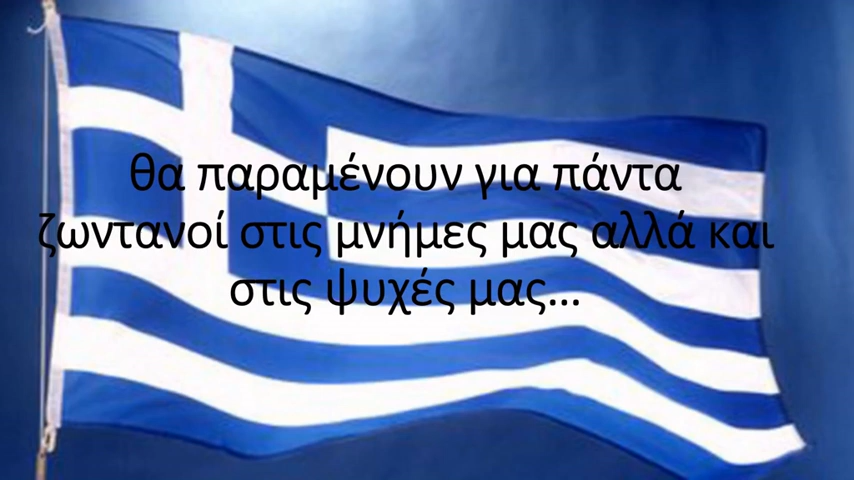 θα παραμένουν για πάντα
ζωντανοί στις μνήμες μας αλλά και
στις ψυχές μας...